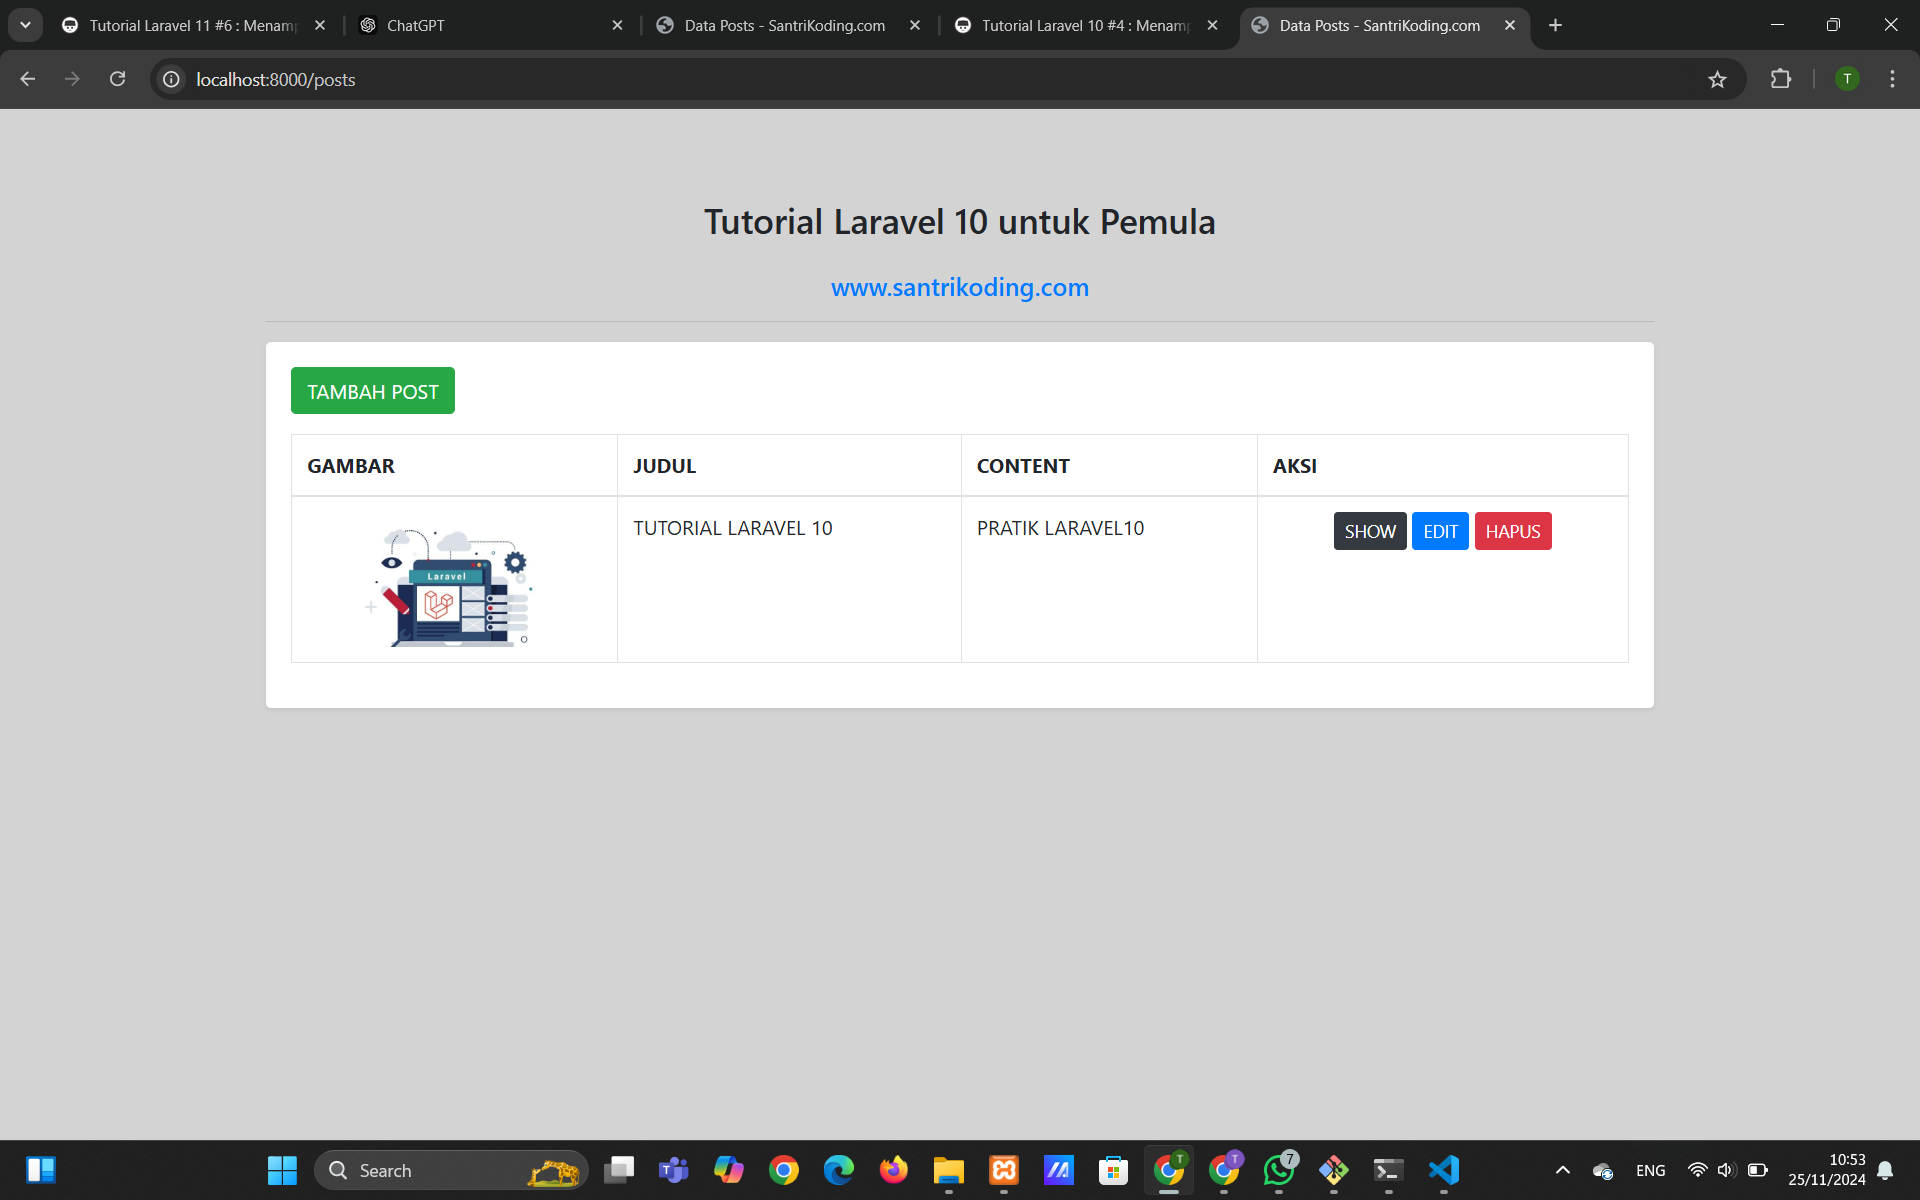 Tutorial Laravel 11 #6 : Menamp
ChatGPT
Data Posts - SantriKoding.com
Tutorial Laravel 10 #4 : Menamp
Data Posts - SantriKoding.com
localhost:8000/posts
T
Tutorial Laravel 10 untuk Pemula
www.santrikoding.com
TAMBAH POST
GAMBAR JUDUL CONTENT AKSI
Laravel
TUTORIAL LARAVEL 10 PRATIK LARAVEL10 SHOW EDIT HAPUS
Search
T
T
T
7
ENG
10:53
25/11/2024